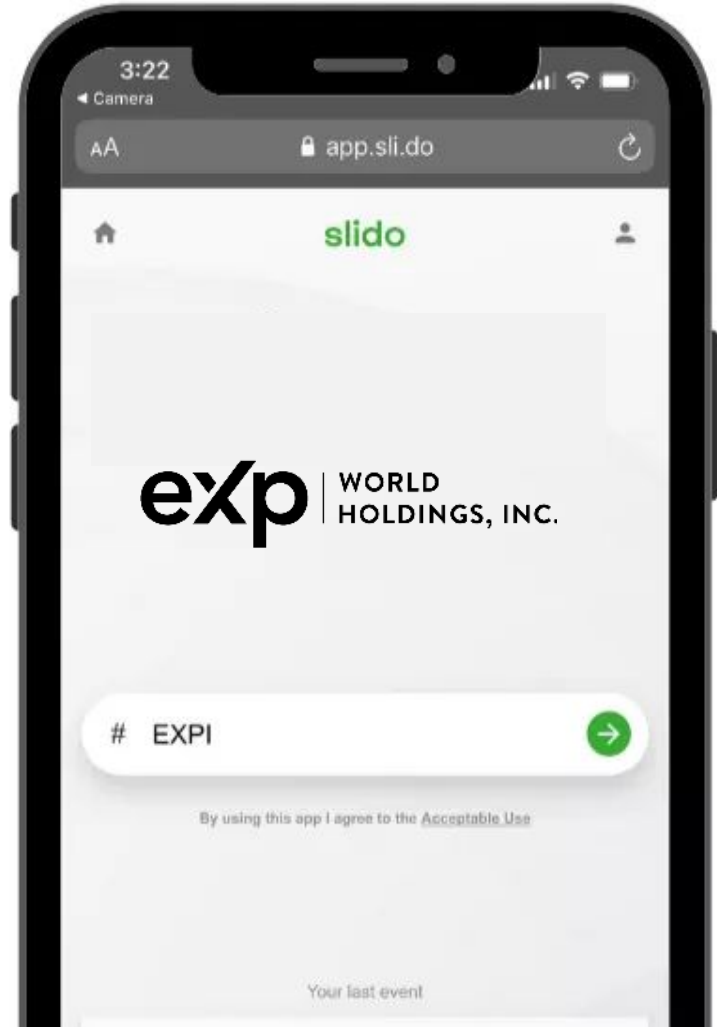 3:22
◀ Camera
AA
app.sli.do
slido
eXp WORLD
HOLDINGS, INC.
# EXPI
By using this app I agree to the Acceptable Use
Your last event